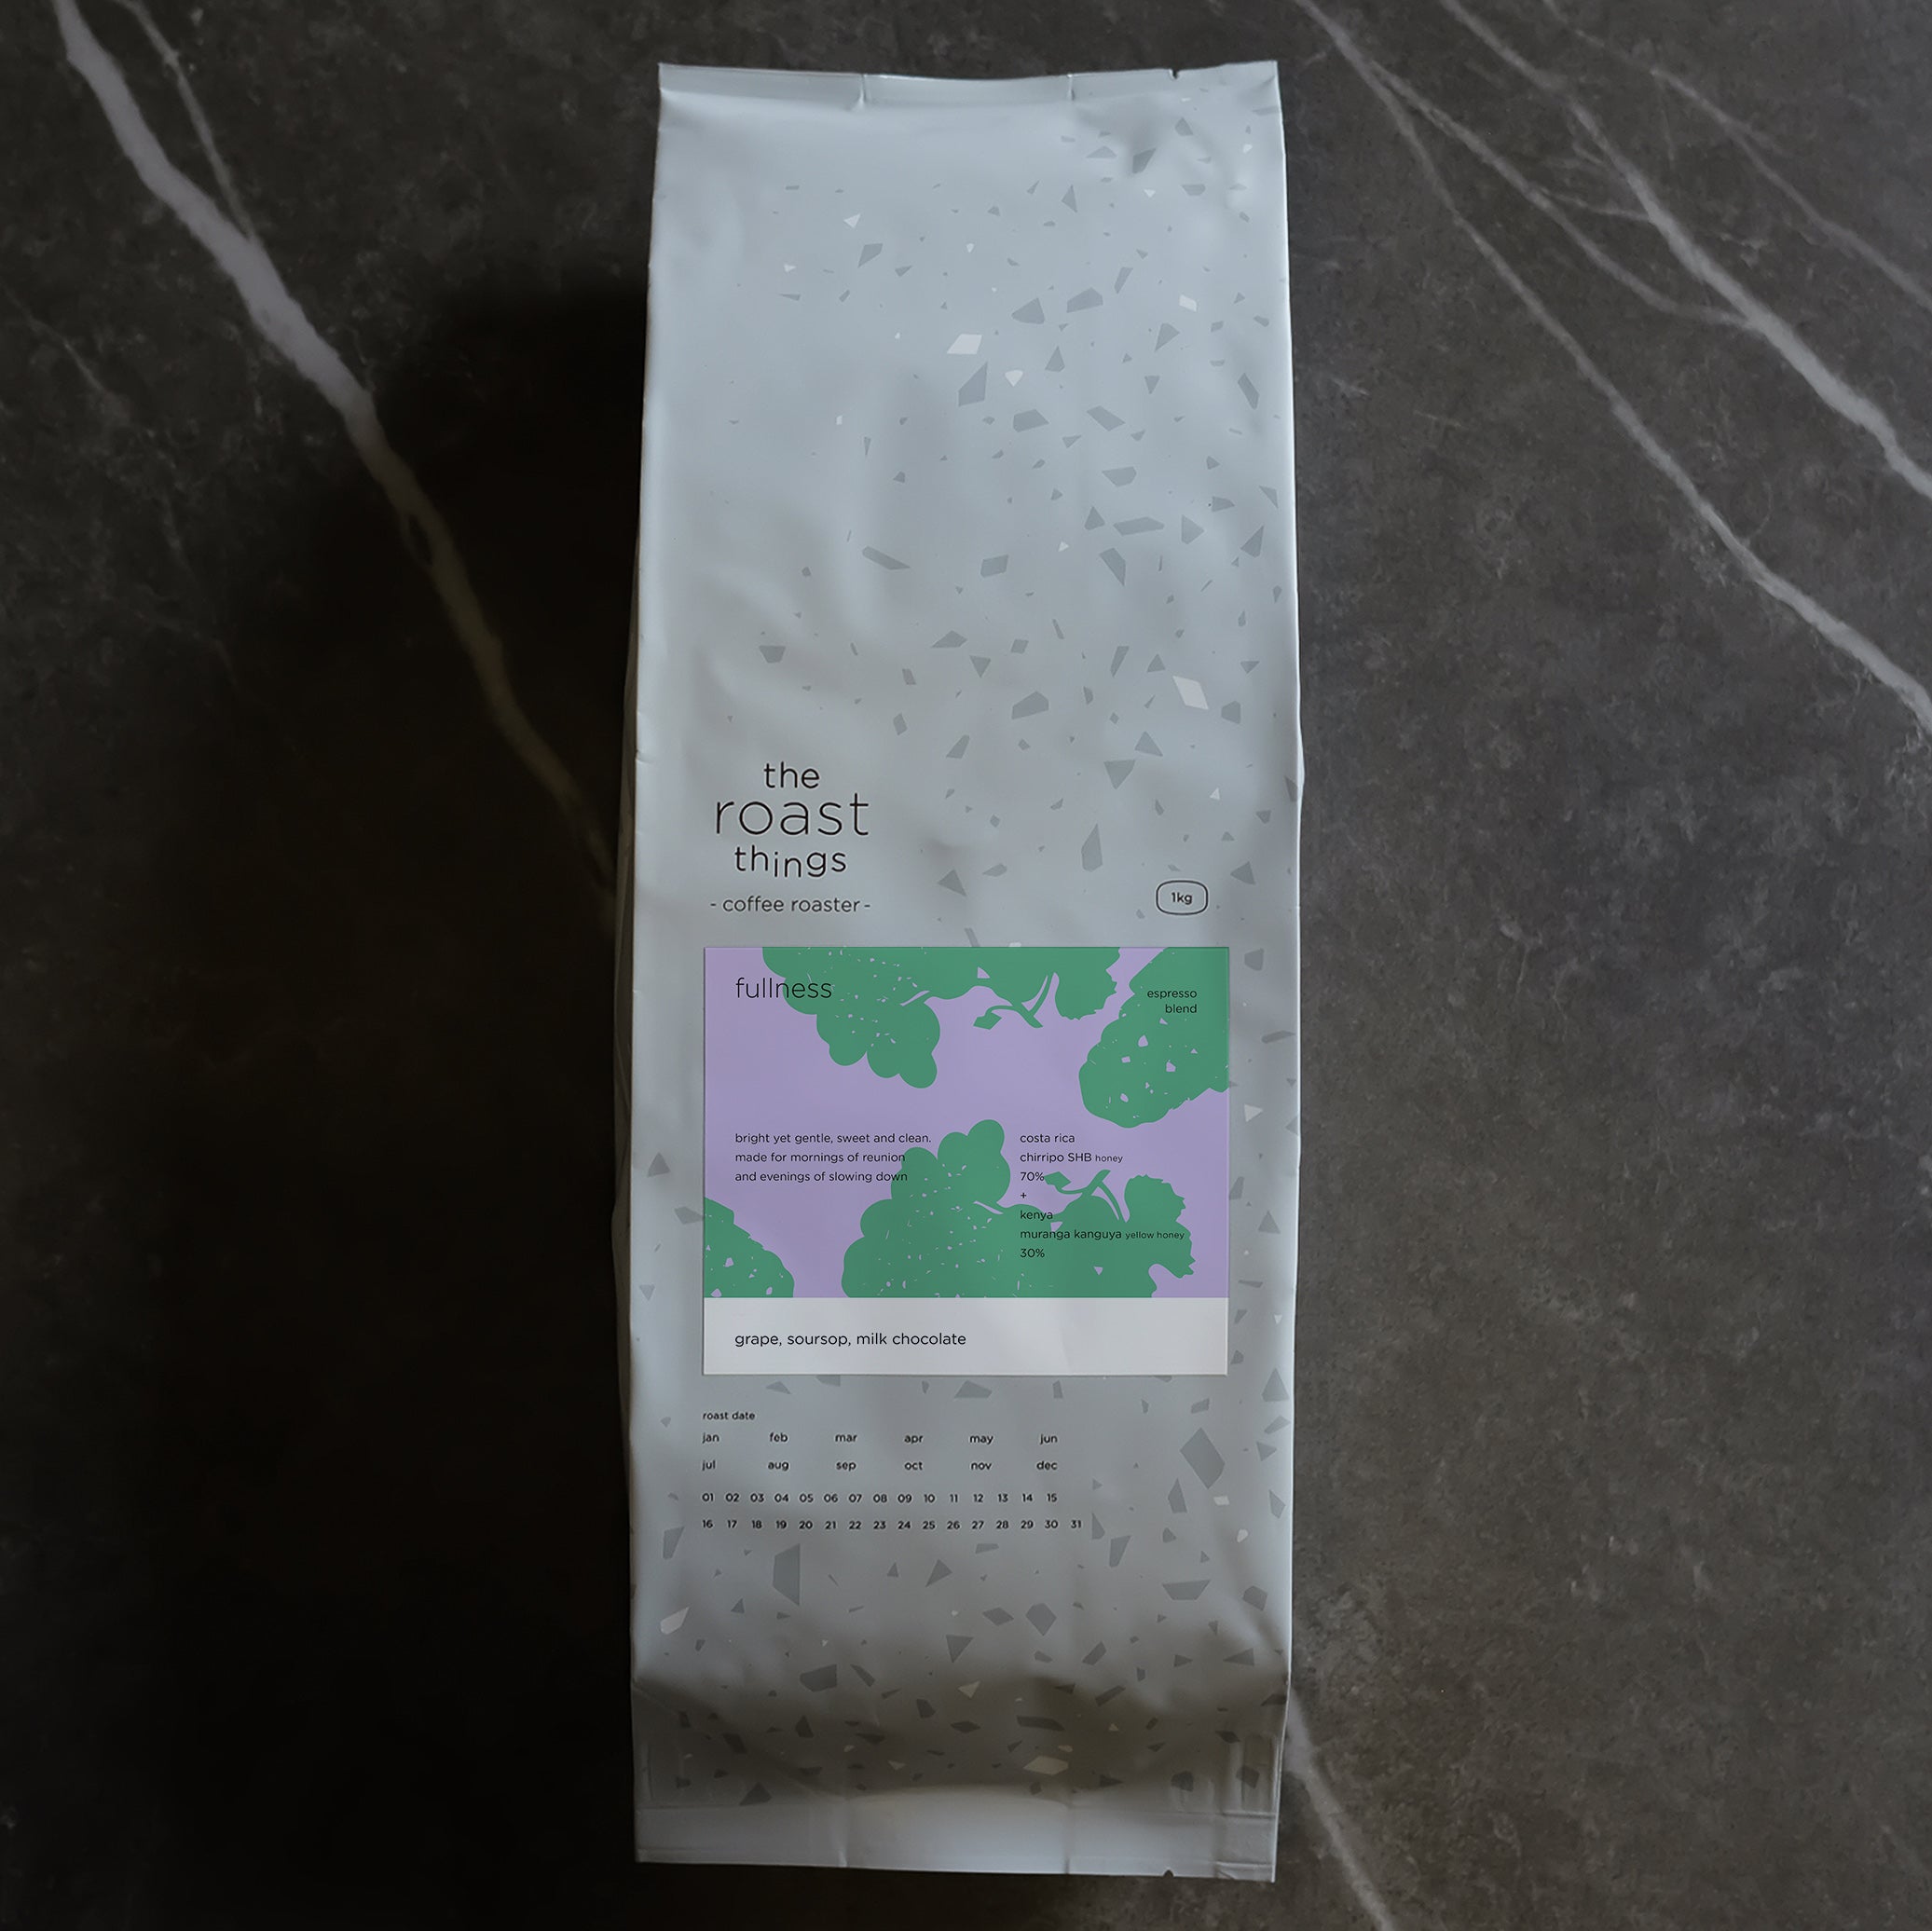 the
roast
things
- coffee roaster -
1kg
fullness
espresso
blend
bright yet gentle, sweet and clean.
made for mornings of reunion
and evenings of slowing down
costa rica
chirripo SHB honey
70%
+
kenya
muranga kanguya yellow honey
30%
grape, soursop, milk chocolate
roast date
jan feb mar apr may jun
jul aug sep oct nov dec
01 02 03 04 05 06 07 08 09 10 11 12 13 14 15
16 17 18 19 20 21 22 23 24 25 26 27 28 29 30 31